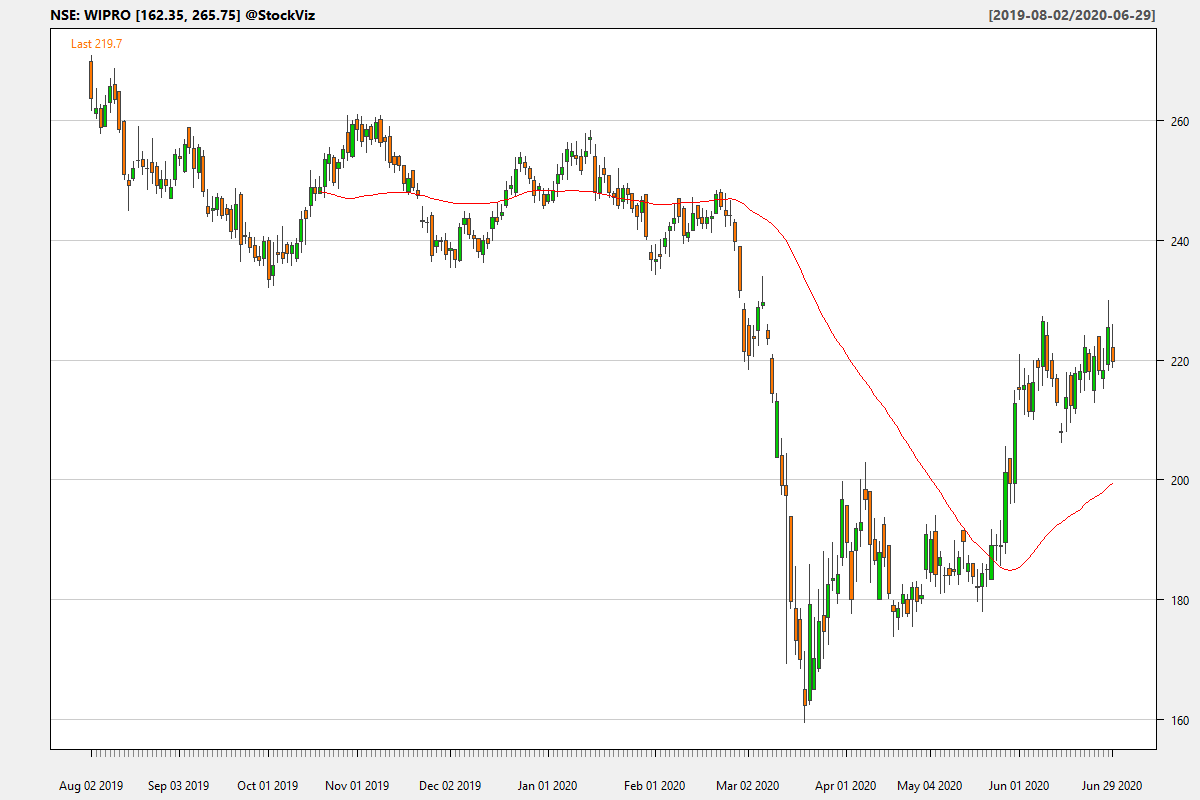 NSE: WIPRO [162.35, 265.75] @StockViz
[2019-08-02/2020-06-29]
Last 219.7
260
240
220
200
180
160
Aug 02 2019 Sep 03 2019 Oct 01 2019 Nov 01 2019 Dec 02 2019 Jan 01 2020 Feb 01 2020 Mar 02 2020 Apr 01 2020 May 04 2020 Jun 01 2020 Jun 29 2020